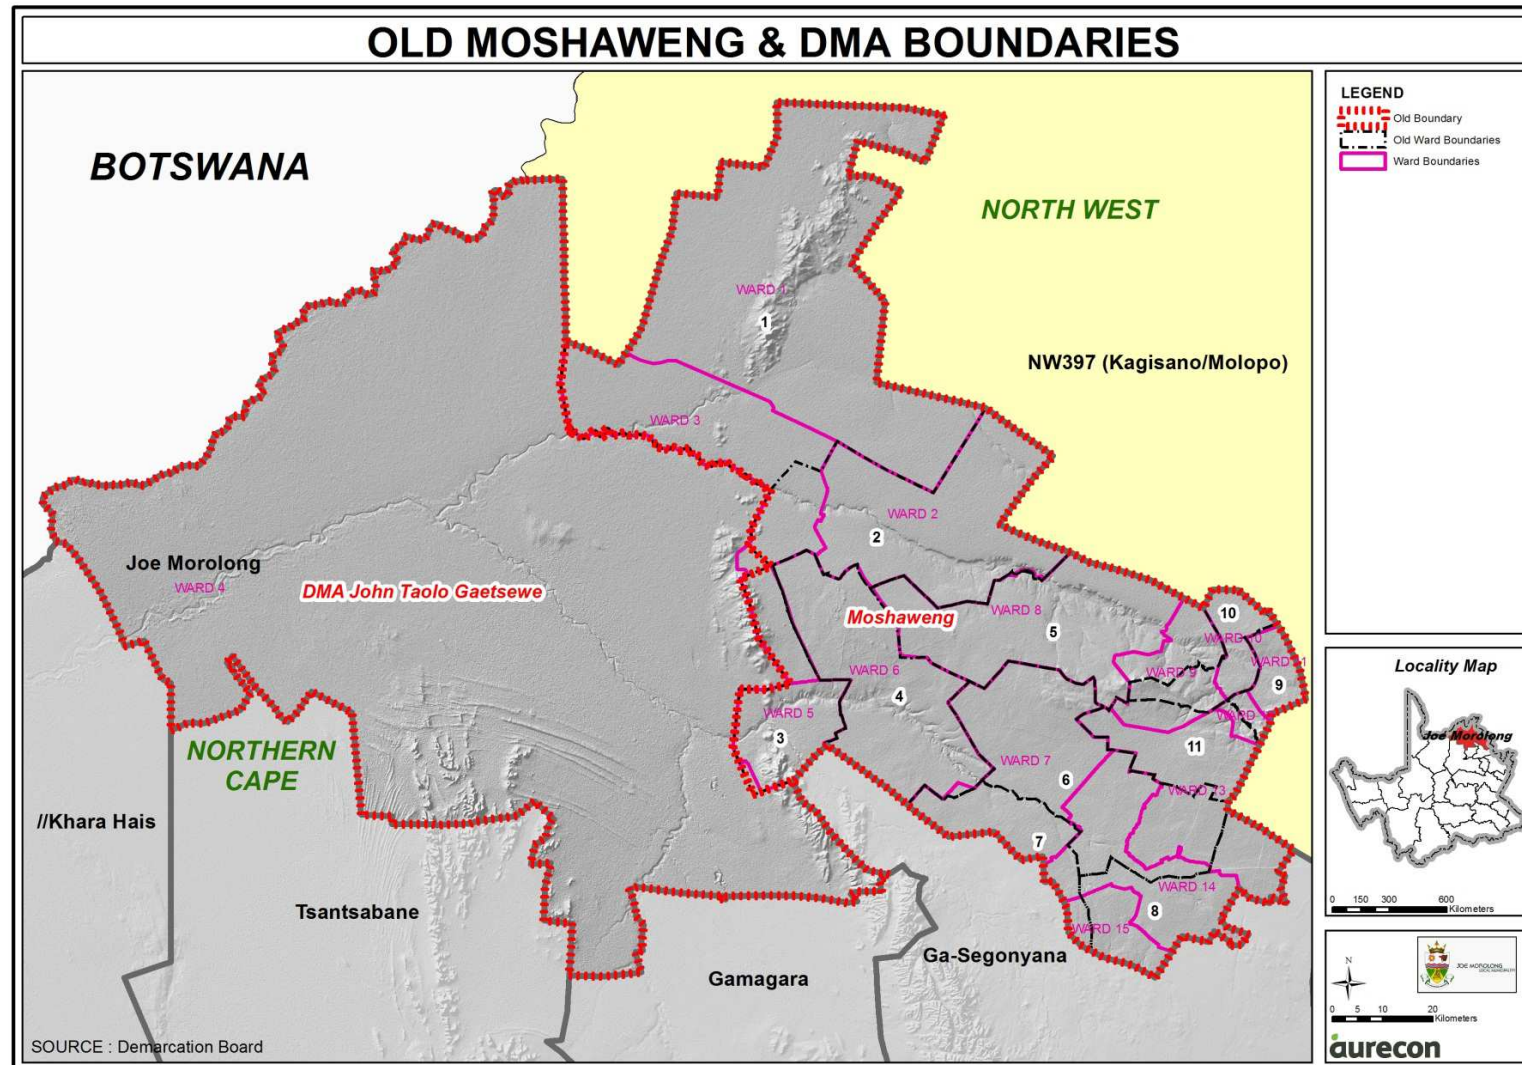 OLD MOSHAWENG & DMA BOUNDARIES
BOTSWANA
NORTH WEST
WARD 1
1
NW397 (Kagisano/Molopo)
WARD 3
WARD 2
2
Joe Morolong
WARD 4
DMA John Taolo Gaetsewe
Moshaweng
WARD 8
5
10
WARD 10
WARD 11
WARD 9
9
WARD 6
4
WARD 5
3
11
NORTHERN
CAPE
WARD 7
6
WARD 13
//Khara Hais
7
WARD 14
8
WARD 15
Tsantsabane
Gamagara
Ga-Segonyana
SOURCE : Demarcation Board
LEGEND
Old Boundary
Old Ward Boundaries
Ward Boundaries
Locality Map
Joe Morolong
0 150 300 600
Kilometers
N
JOE MOROLONG
LOCAL MUNICIPALITY
0 5 10 20
Kilometers
aurecon